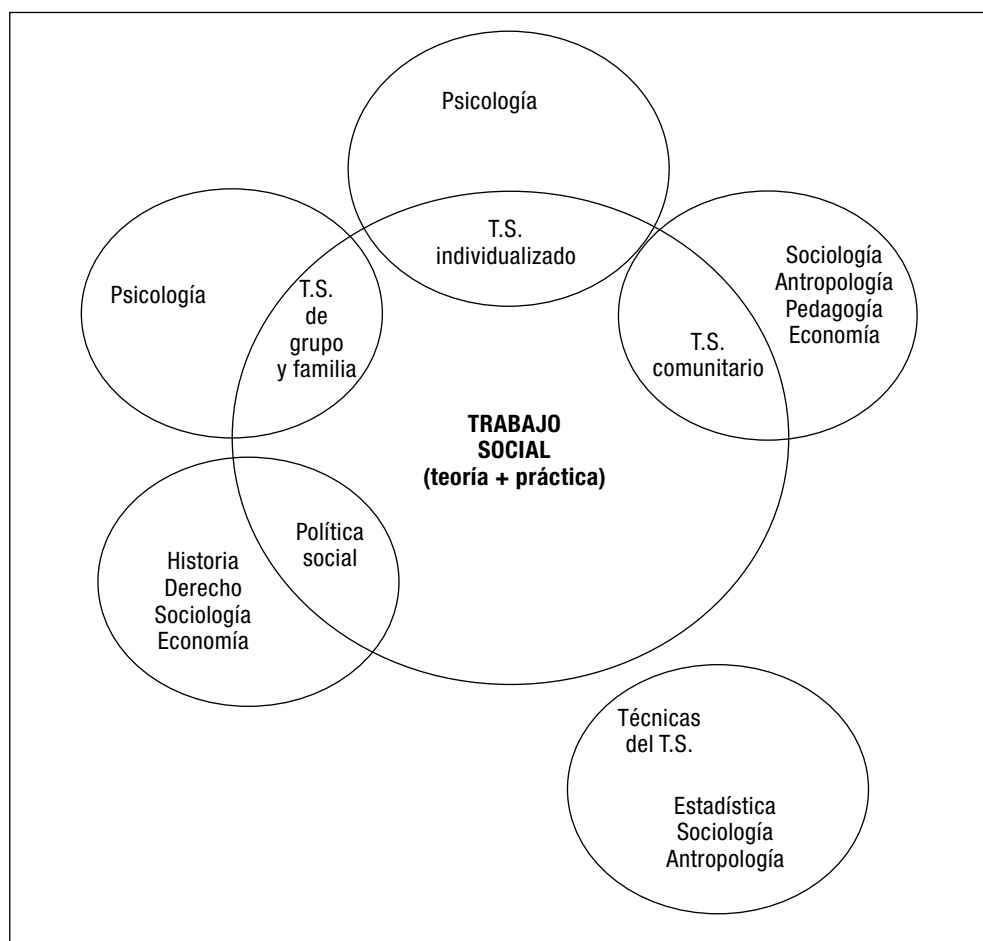 Psicología
T.S.
individualizado
Psicología
T.S.
de
grupo
y familia
Sociología
Antropología
Pedagogía
Economía
T.S.
comunitario
TRABAJO
SOCIAL
(teoría + práctica)
Política
social
Historia
Derecho
Sociología
Economía
Técnicas
del T.S.
Estadística
Sociología
Antropología